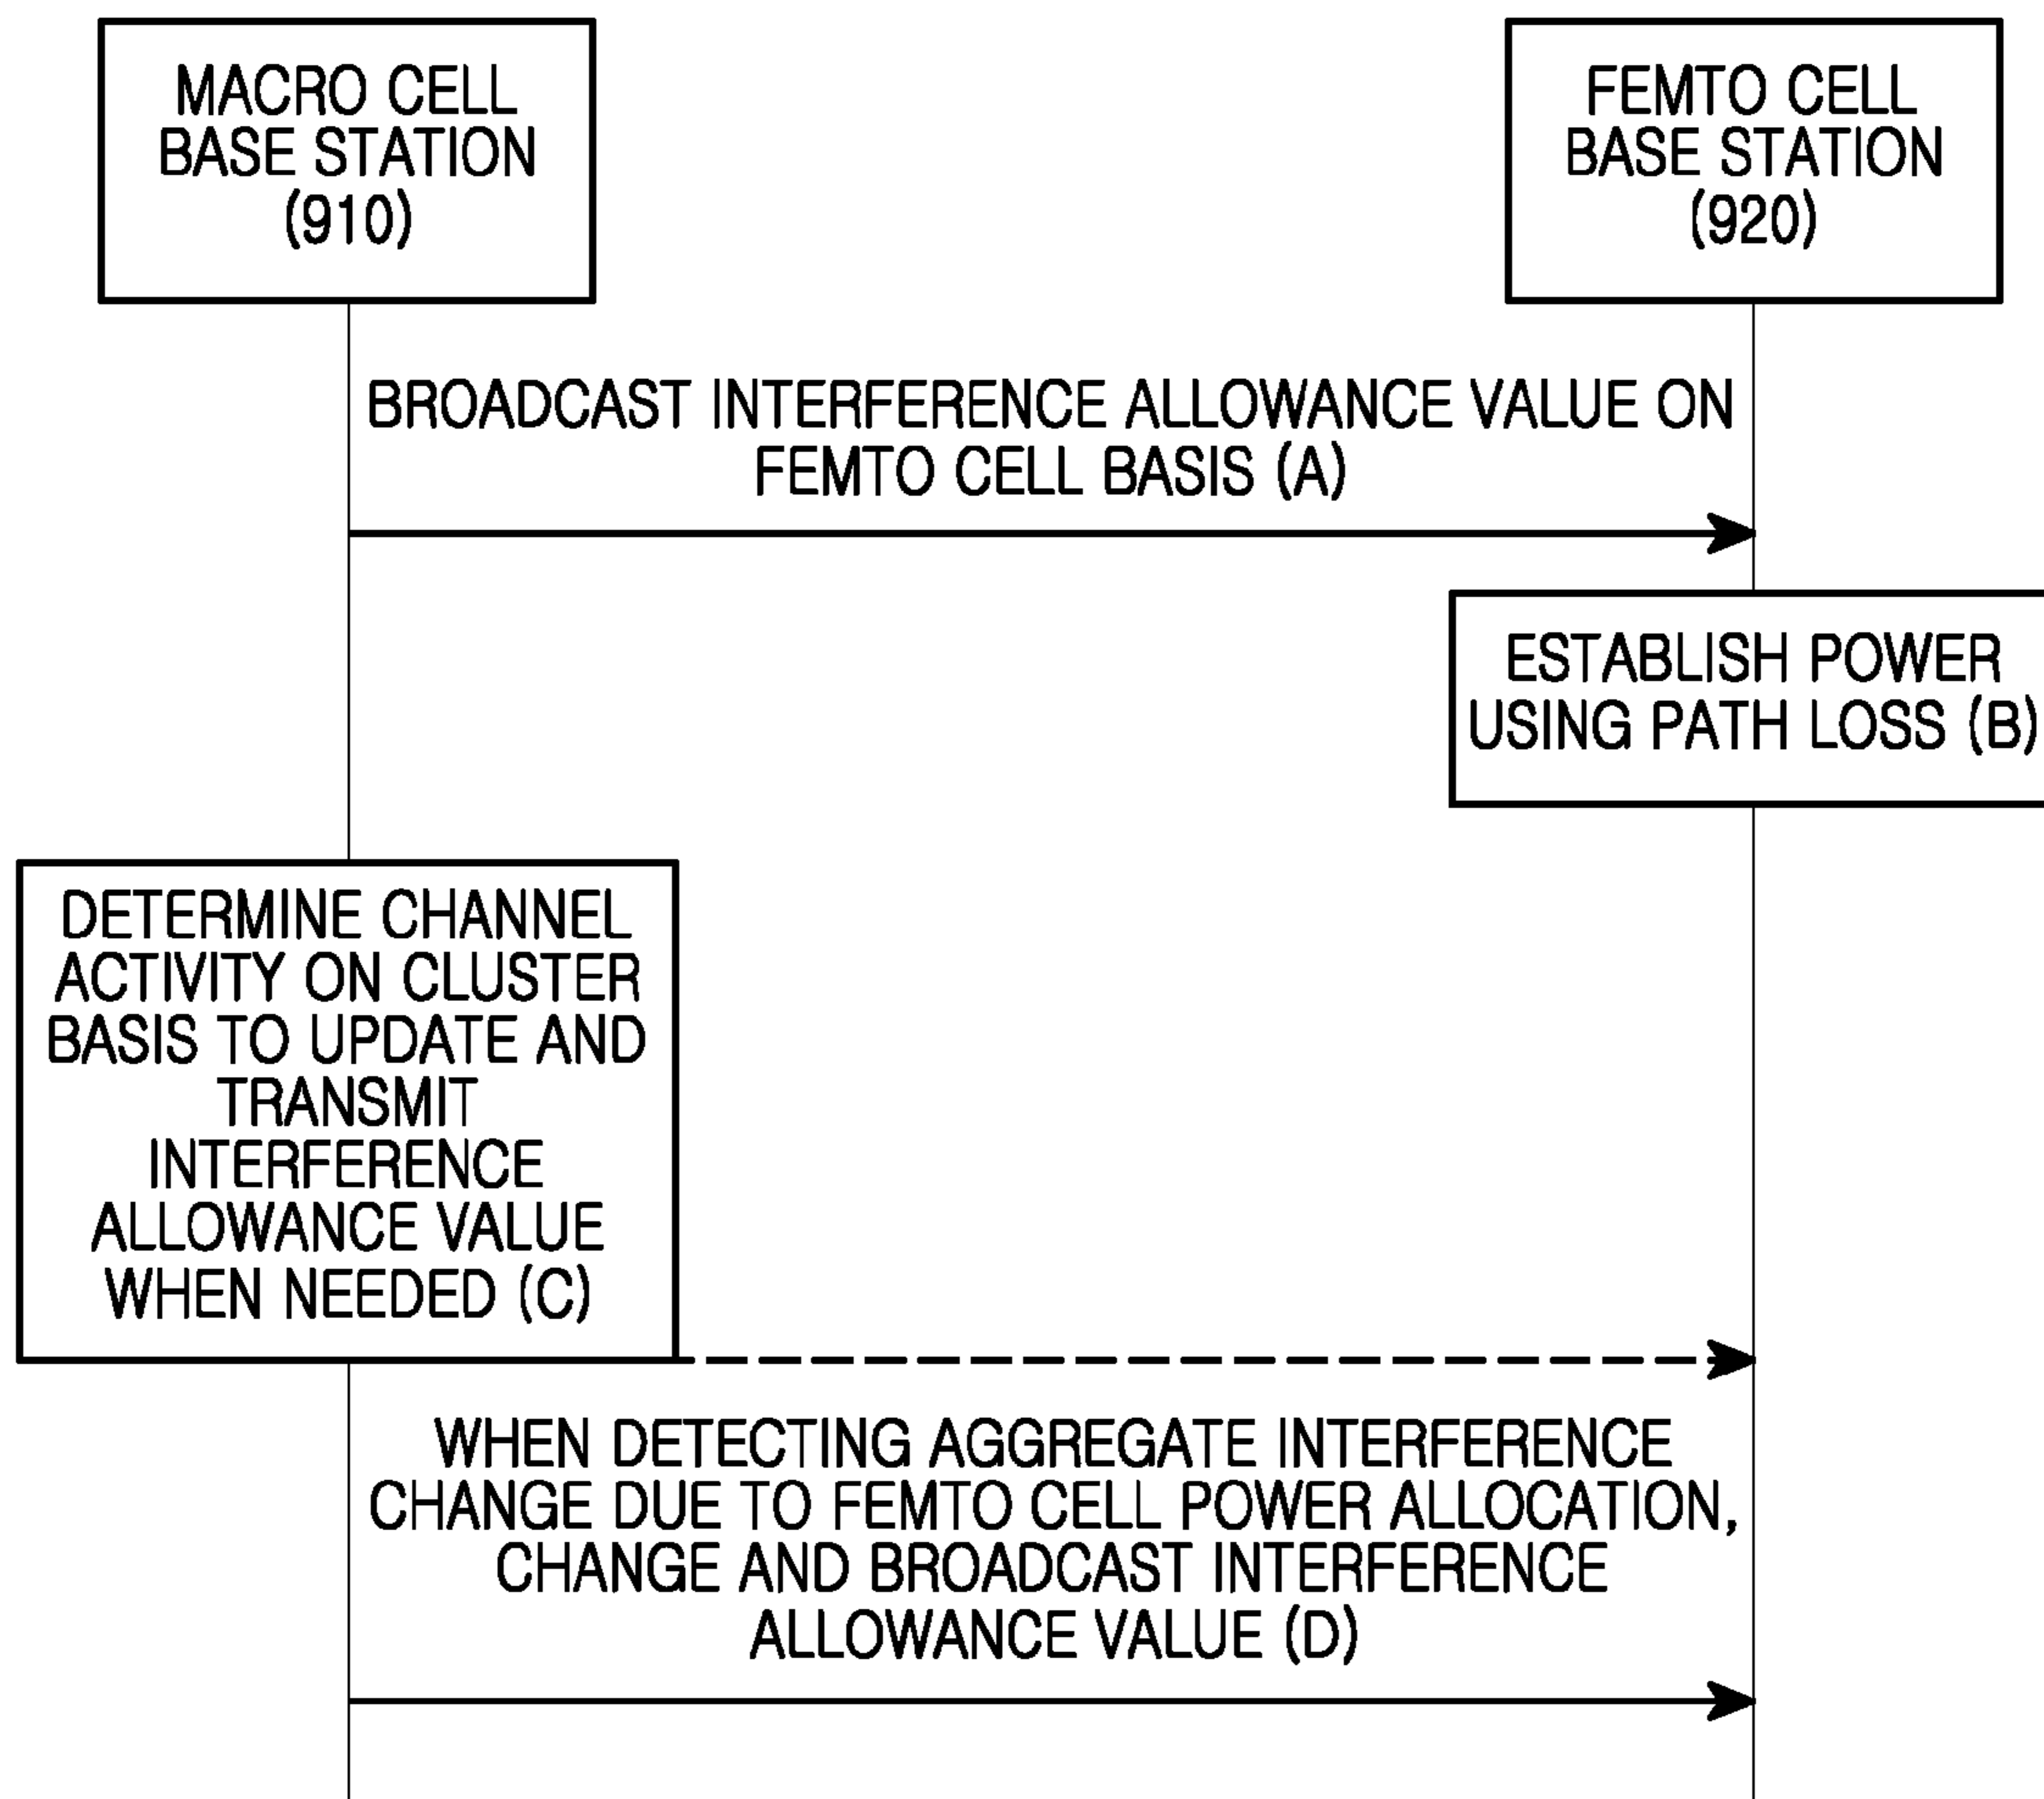 MACRO CELL
BASE STATION
(910)
FEMTO CELL
BASE STATION
(920)
BROADCAST INTERFERENCE ALLOWANCE VALUE ON
FEMTO CELL BASIS (A)
ESTABLISH POWER
USING PATH LOSS (B)
DETERMINE CHANNEL
ACTIVITY ON CLUSTER
BASIS TO UPDATE AND
TRANSMIT
INTERFERENCE
ALLOWANCE VALUE
WHEN NEEDED (C)
WHEN DETECTING AGGREGATE INTERFERENCE
CHANGE DUE TO FEMTO CELL POWER ALLOCATION,
CHANGE AND BROADCAST INTERFERENCE
ALLOWANCE VALUE (D)